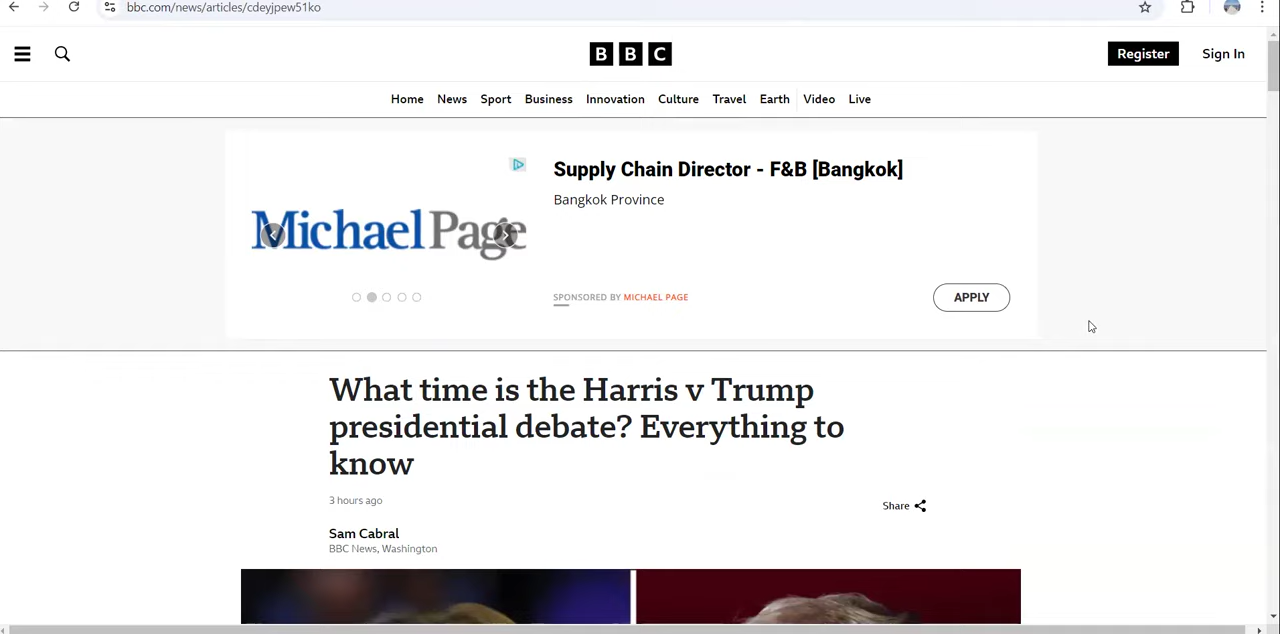 bbc.com/news/articles/cdeyjpew51ko
BBC
Register
Sign In
Home News Sport Business Innovation Culture Travel Earth Video Live
Supply Chain Director - F&B [Bangkok]
Bangkok Province
Michael Page
SPONSORED BY MICHAEL PAGE
APPLY
What time is the Harris v Trump
presidential debate? Everything to
know
3 hours ago
Share
Sam Cabral
BBC News, Washington